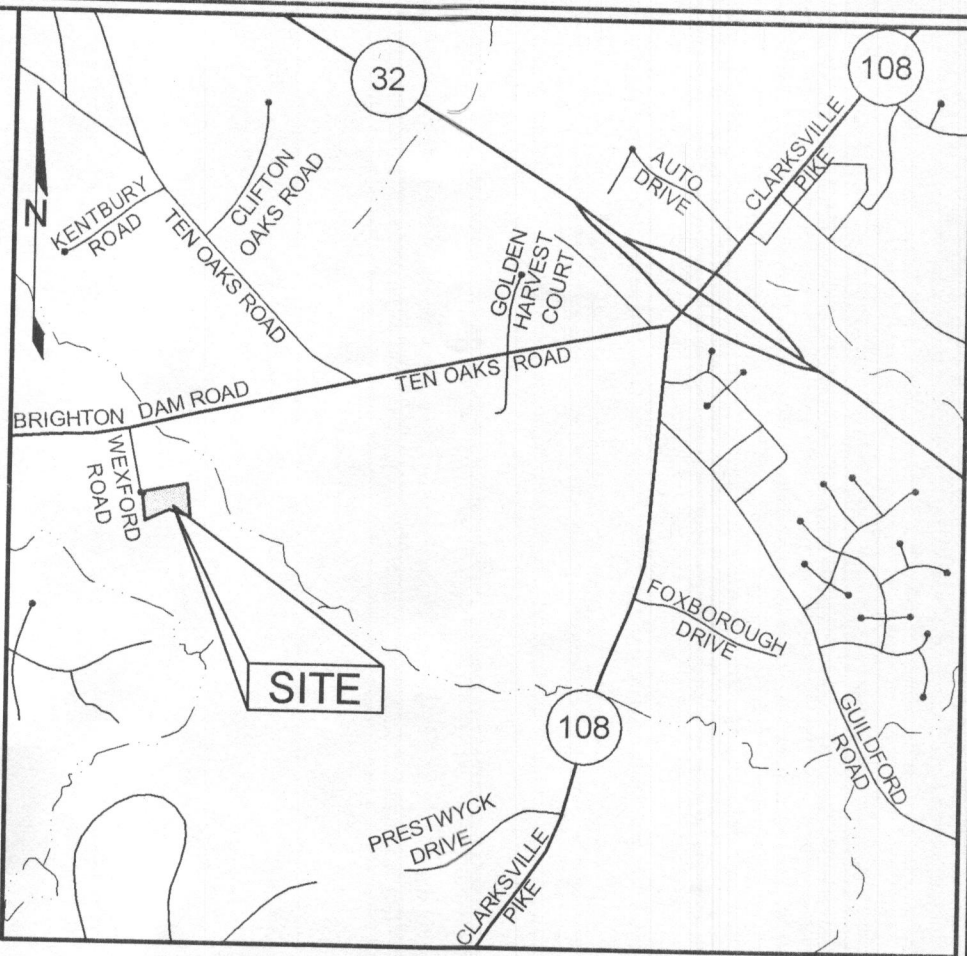 32
108
CLARKSVILLE
PIKE
AUTO
DRIVE
CLIFTON
OAKS ROAD
KENTBURY
ROAD
N
TEN OAKS ROAD
GOLDEN
HARVEST
COURT
TEN OAKS ROAD
BRIGHTON DAM ROAD
WEXFORD
ROAD
SITE
FOXBOROUGH
DRIVE
108
GUILDFORD
ROAD
PRESTWYCK
DRIVE
CLARKSVILLE
PIKE